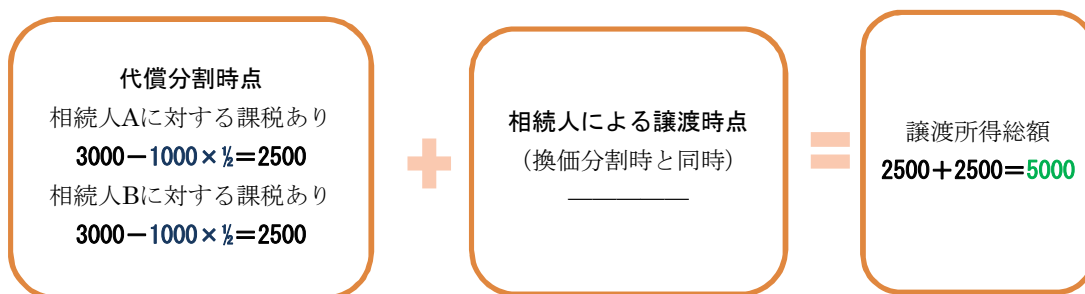 代償分割時点
相続人Aに対する課税あり
3000－1000×½＝2500
相続人Bに対する課税あり
3000－1000×½＝2500
＋
相続人による譲渡時点
（換価分割時と同時）
―――――
＝
譲渡所得総額
2500＋2500＝5000